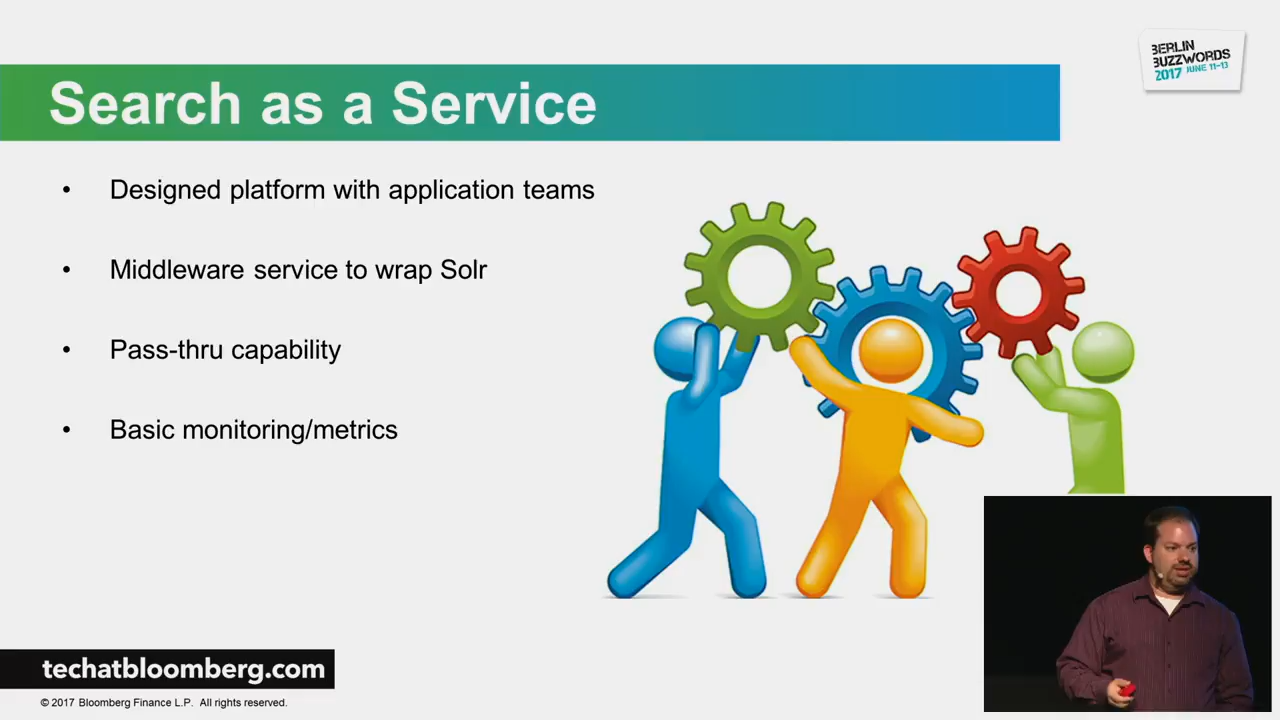 BERLIN
BUZZWORDS
2017 JUNE 11-13
Search as a Service
• Designed platform with application teams
• Middleware service to wrap Solr
• Pass-thru capability
• Basic monitoring/metrics
techatbloomberg.com
© 2017 Bloomberg Finance L.P. All rights reserved.